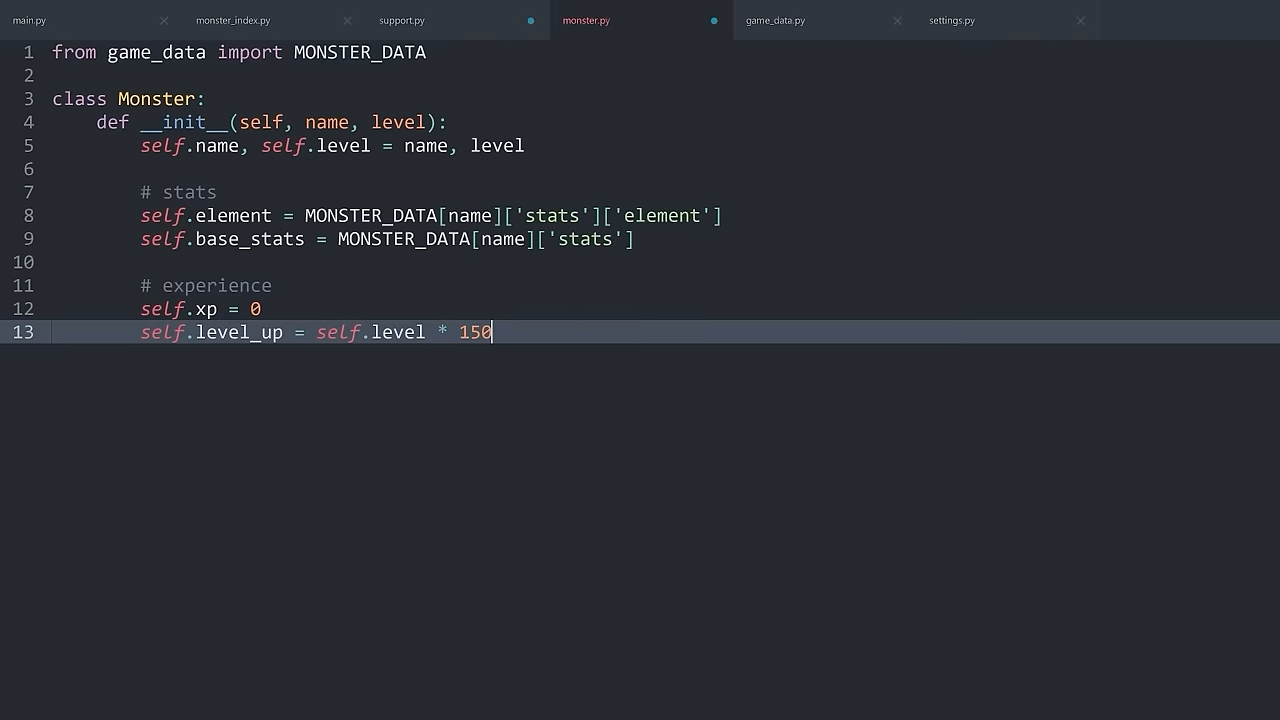 main.py monster_index.py support.py monster.py game_data.py settings.py
1 from game_data import MONSTER_DATA
2
3 class Monster:
4     def __init__(self, name, level):
5         self.name, self.level = name, level
6
7         # stats
8         self.element = MONSTER_DATA[name]['stats']['element']
9         self.base_stats = MONSTER_DATA[name]['stats']
10
11         # experience
12         self.xp = 0
13         self.level_up = self.level * 150